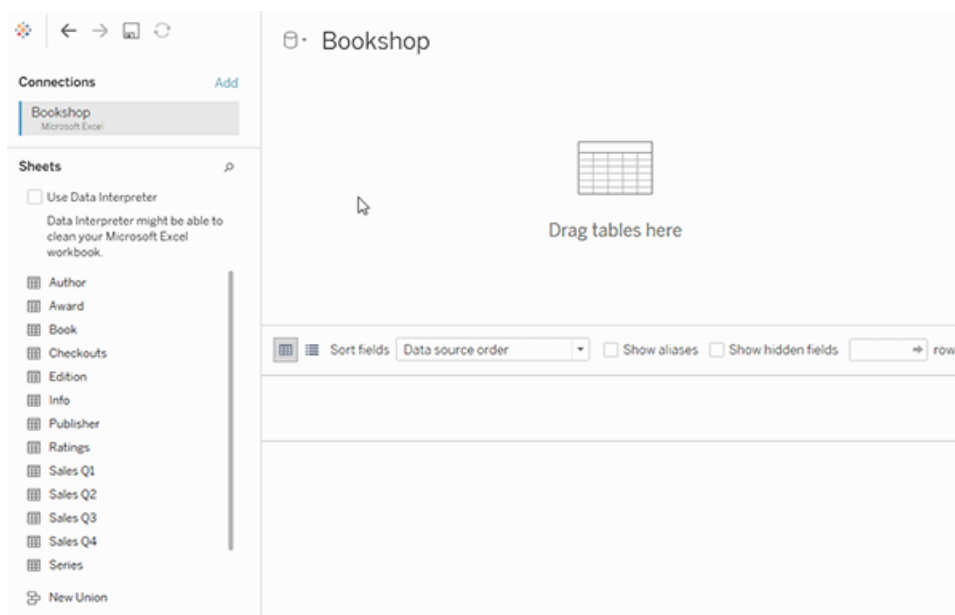 Bookshop
Connections
Add
Bookshop
Microsoft Excel
Sheets
Use Data Interpreter
Data Interpreter might be able to
clean your Microsoft Excel
workbook.
Author
Award
Book
Checkouts
Edition
Info
Publisher
Ratings
Sales Q1
Sales Q2
Sales Q3
Sales Q4
Series
New Union
Drag tables here
Sort fields Data source order Show aliases Show hidden fields row